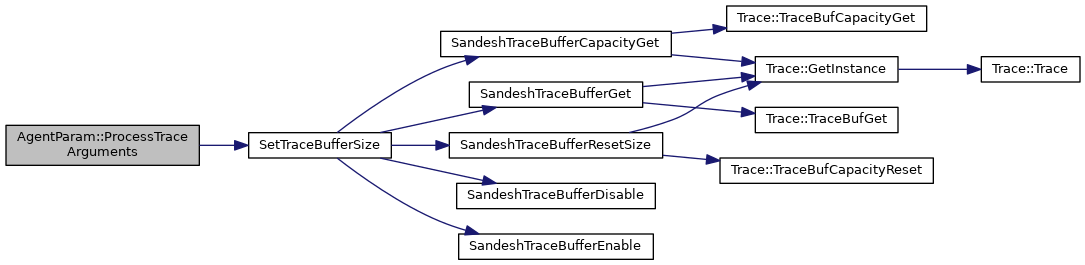 AgentParam::ProcessTrace
Arguments
SetTraceBufferSize
SandeshTraceBufferCapacityGet
SandeshTraceBufferGet
SandeshTraceBufferResetSize
SandeshTraceBufferDisable
SandeshTraceBufferEnable
Trace::TraceBufCapacityGet
Trace::GetInstance
Trace::TraceBufGet
Trace::TraceBufCapacityReset
Trace::Trace